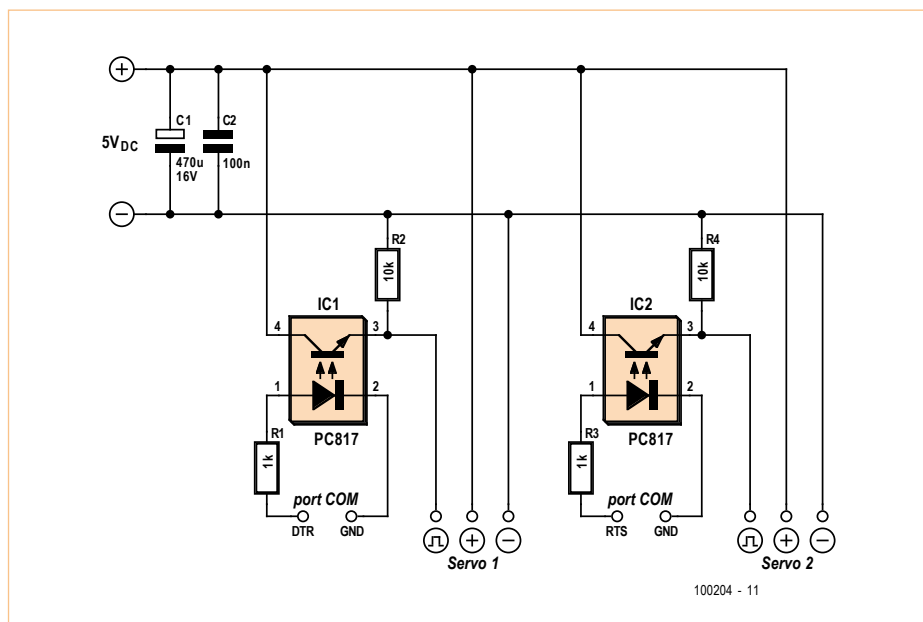 +
C1
C2
5VDC
470u
16V
100n
−
R2
10k
R4
10k
IC1
4
3
1
2
PC817
IC2
4
3
1
2
PC817
R1
1k
port COM
DTR
GND
+
−
Servo 1
R3
1k
port COM
RTS
GND
+
−
Servo 2
100204 - 11